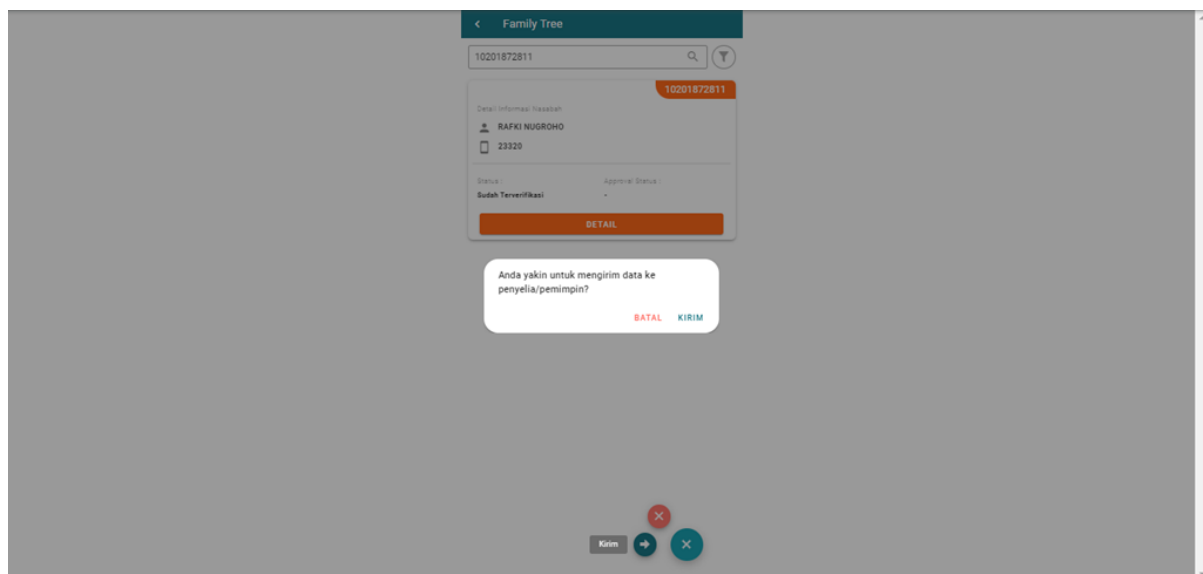 Family Tree
10201872811
10201872811
Detail Informasi Nasabah
RAFKI NUGROHO
23320
Status : Approval Status :
Sudah Terverifikasi -
DETAIL
Anda yakin untuk mengirim data ke
penyelia/pemimpin?
BATAL KIRIM
Kirim